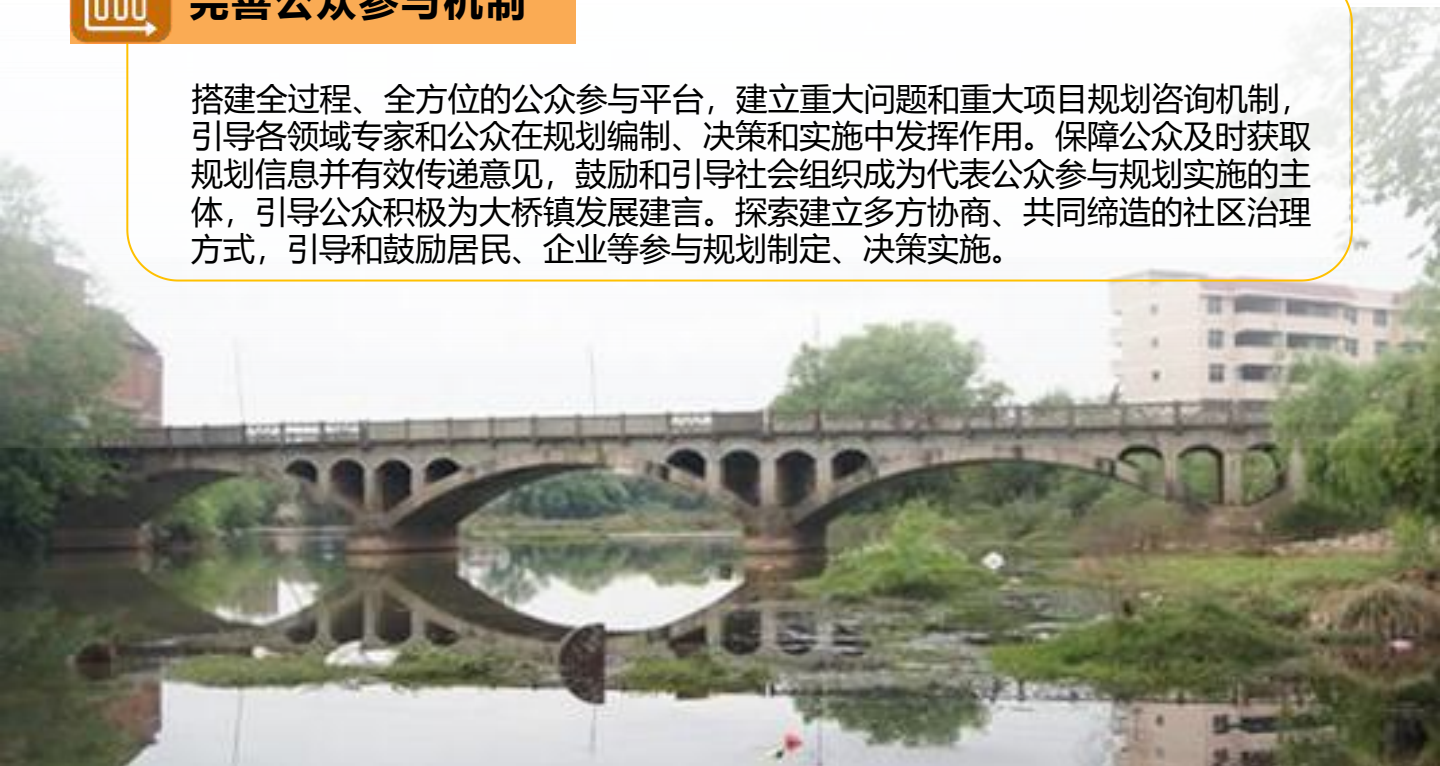 完善公众参与机制
搭建全过程、全方位的公众参与平台，建立重大问题和重大项目规划咨询机制，
引导各领域专家和公众在规划编制、决策和实施中发挥作用。保障公众及时获取
规划信息并有效传递意见，鼓励和引导社会组织成为代表公众参与规划实施的主
体，引导公众积极为大桥镇发展建言。探索建立多方协商、共同缔造的社区治理
方式，引导和鼓励居民、企业等参与规划制定、决策实施。